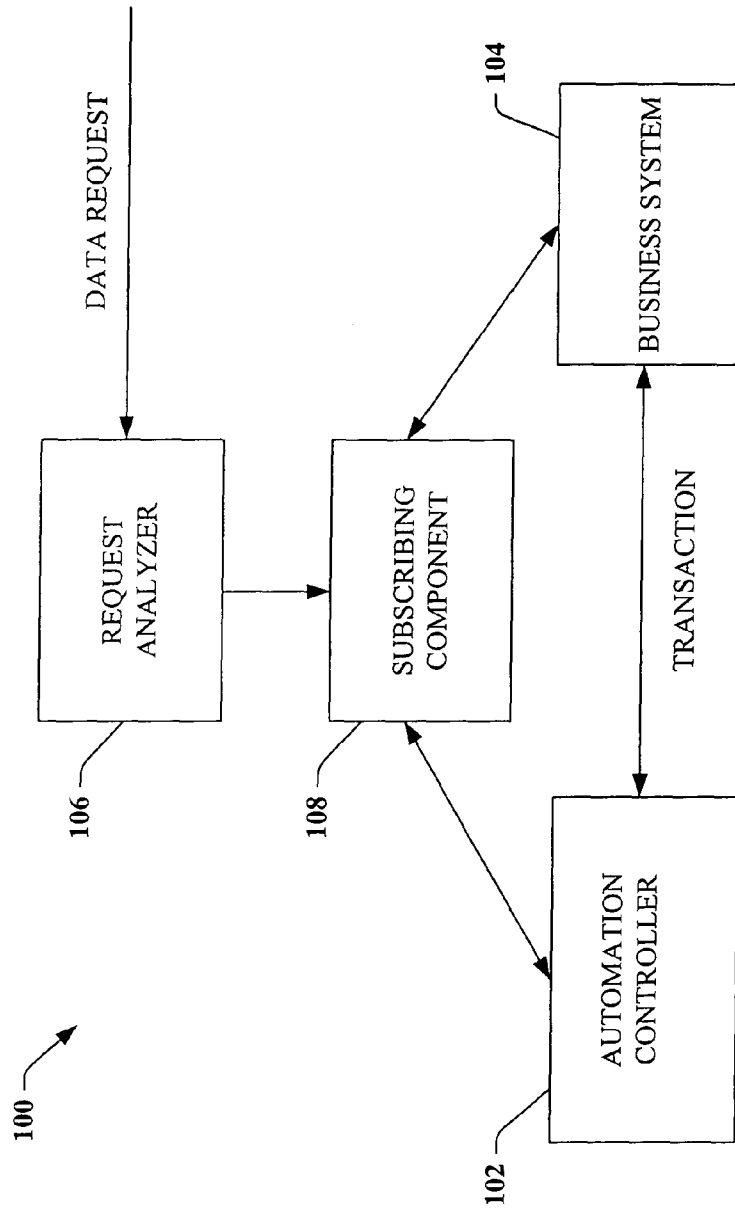 100
DATA REQUEST
106
REQUEST
ANALYZER
108
SUBSCRIBING
COMPONENT
104
102
AUTOMATION
CONTROLLER
TRANSACTION
BUSINESS SYSTEM